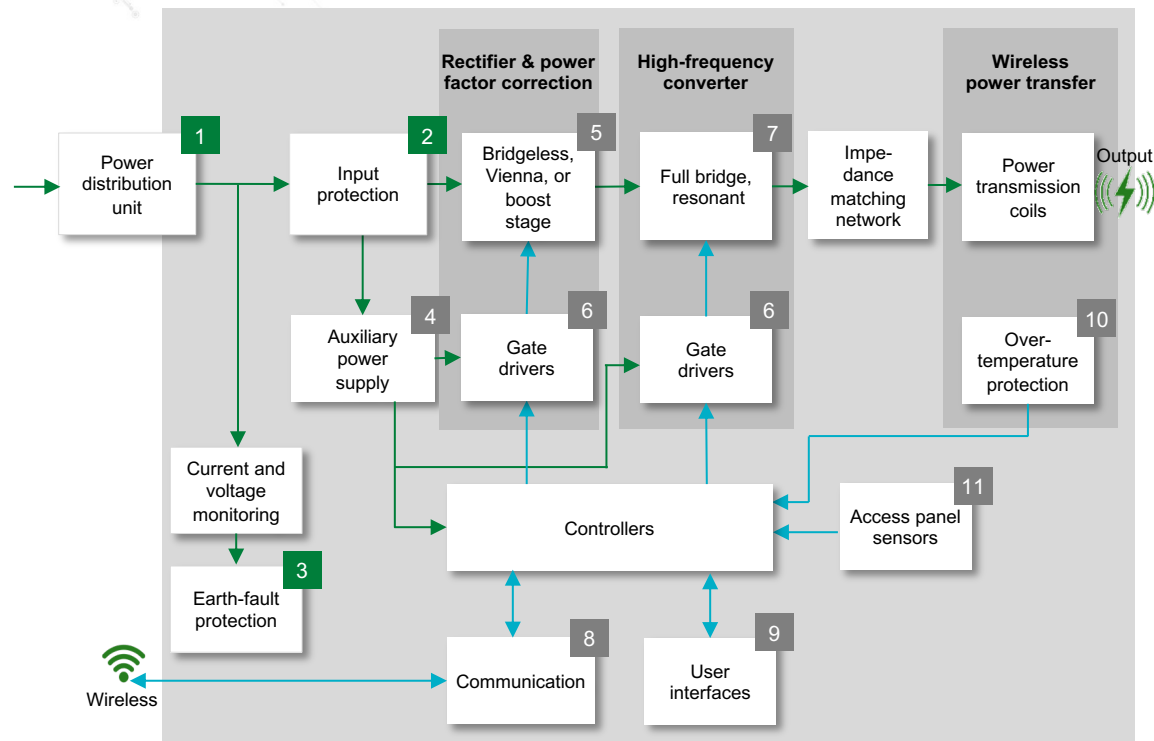 Rectifier & power
factor correction
High-frequency
converter
Wireless
power transfer
1
Power
distribution
unit
2
Input
protection
5
Bridgeless,
Vienna, or
boost
stage
7
Full bridge,
resonant
Impe-
dance
matching
network
Power
transmission
coils
Output
4
Auxiliary
power
supply
6
Gate
drivers
6
Gate
drivers
10
Over-
temperature
protection
Current and
voltage
monitoring
Controllers
11
Access panel
sensors
3
Earth-fault
protection
8
Communication
9
User
interfaces
Wireless